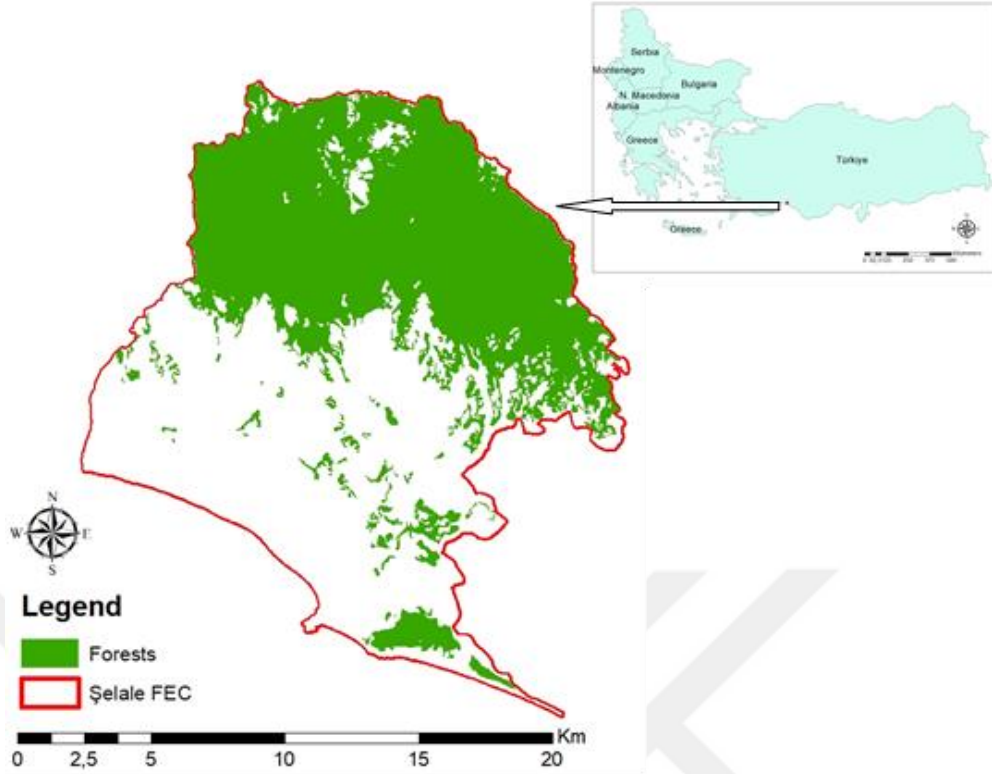 Serbia
Montenegro
Bulgaria
N. Macedonia
Albania
Greece
Türkiye
Greece
N
W E
S
Legend
Forests
Şelale FEC
Km
0 2,5 5 10 15 20